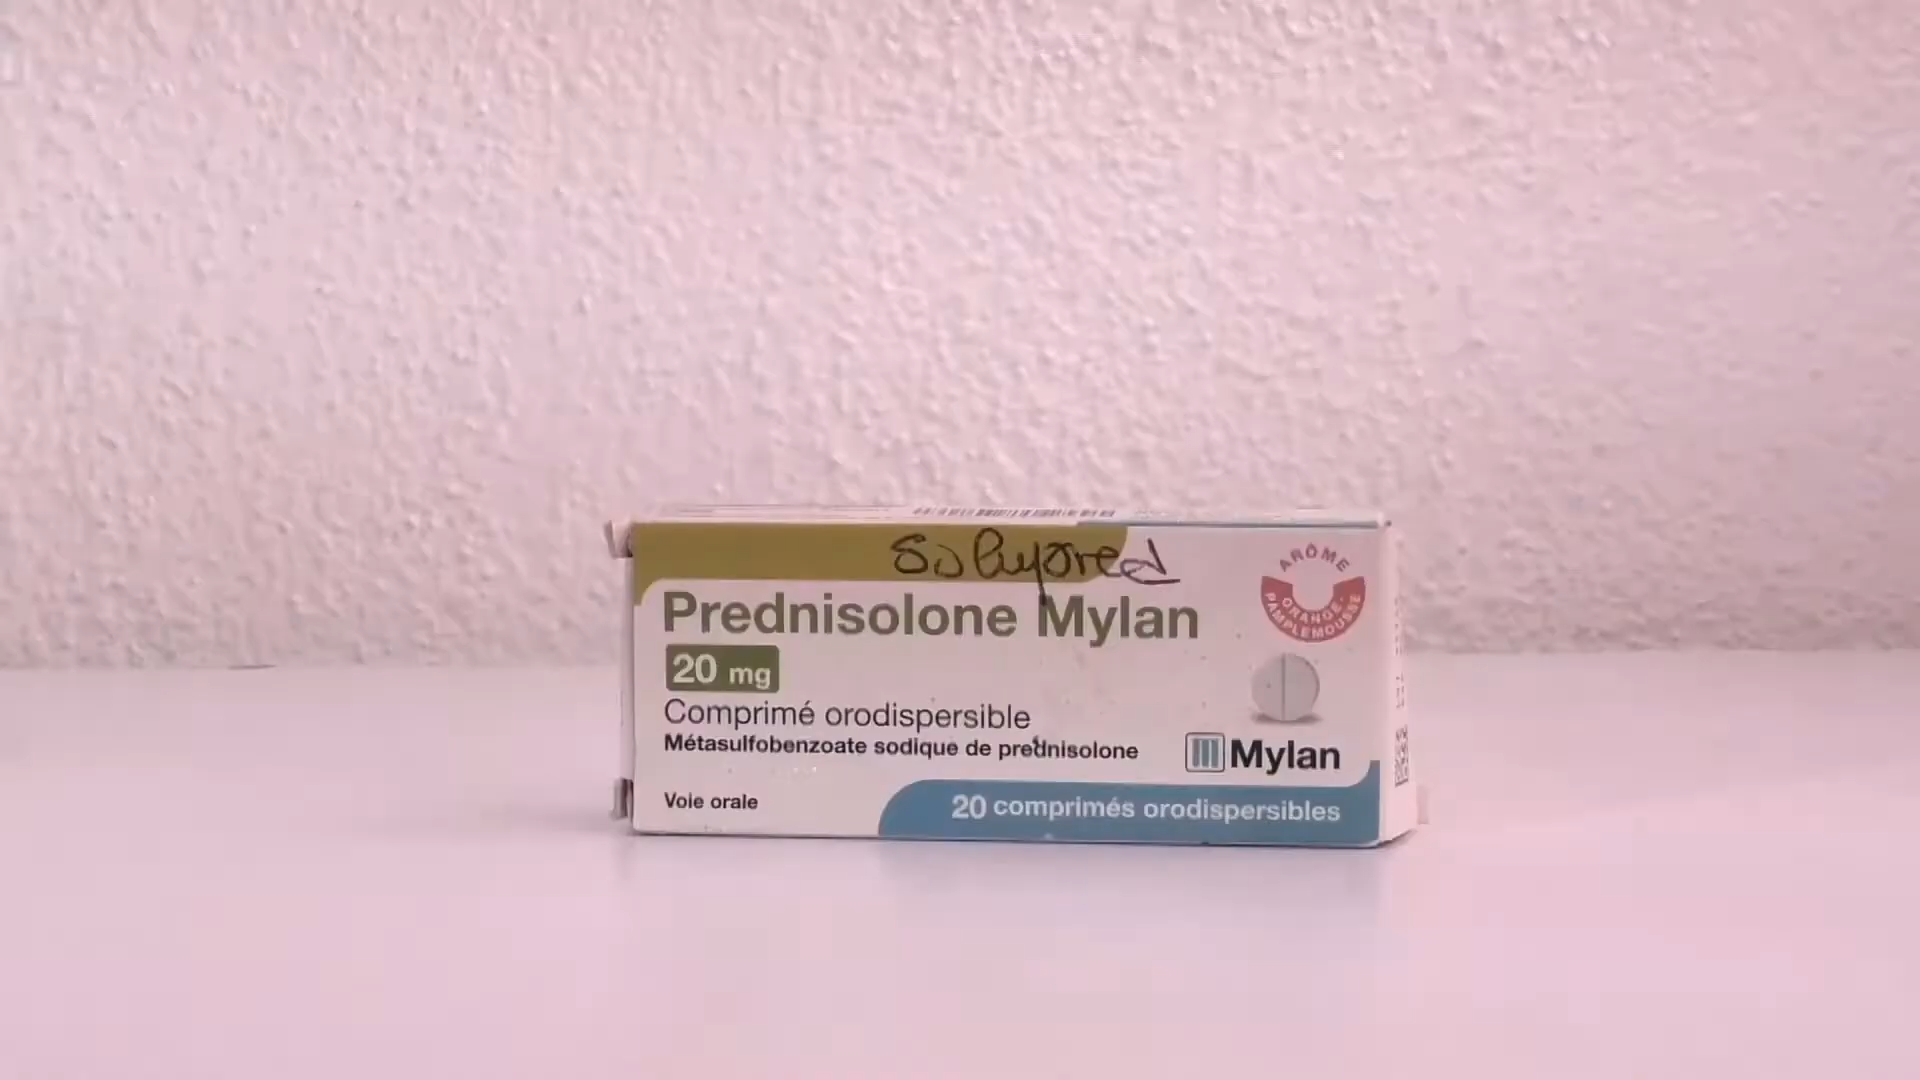 Solupred
Prednisolone Mylan
20 mg
Comprimé orodispersible
Métasulfobenzoate sodique de prednisolone
Voie orale
ARÔME
ORANGE-
PAMPLEMOUSSE
Mylan
20 comprimés orodispersibles